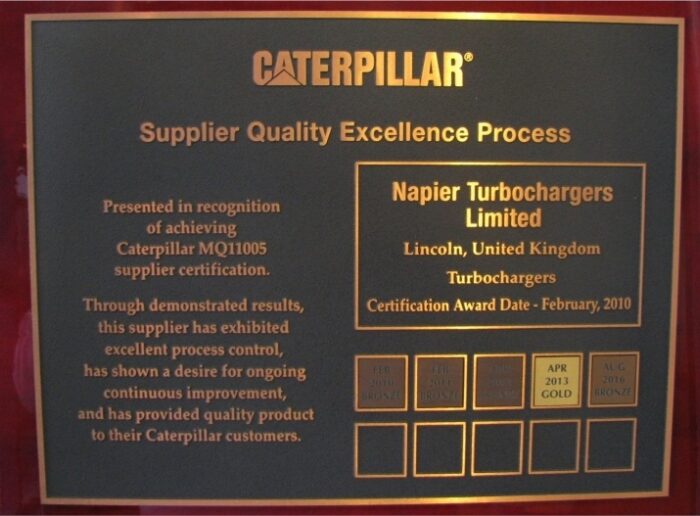 CATERPILLAR®
Supplier Quality Excellence Process
Presented in recognition
of achieving
Caterpillar MQ11005
supplier certification.
Through demonstrated results,
this supplier has exhibited
excellent process control,
has shown a desire for ongoing
continuous improvement,
and has provided quality product
to their Caterpillar customers.
Napier Turbochargers
Limited
Lincoln, United Kingdom
Turbochargers
Certification Award Date - February, 2010
FEB
2010
BRONZE
FEB
2011
BRONZE
APR
2013
GOLD
AUG
2016
BRONZE